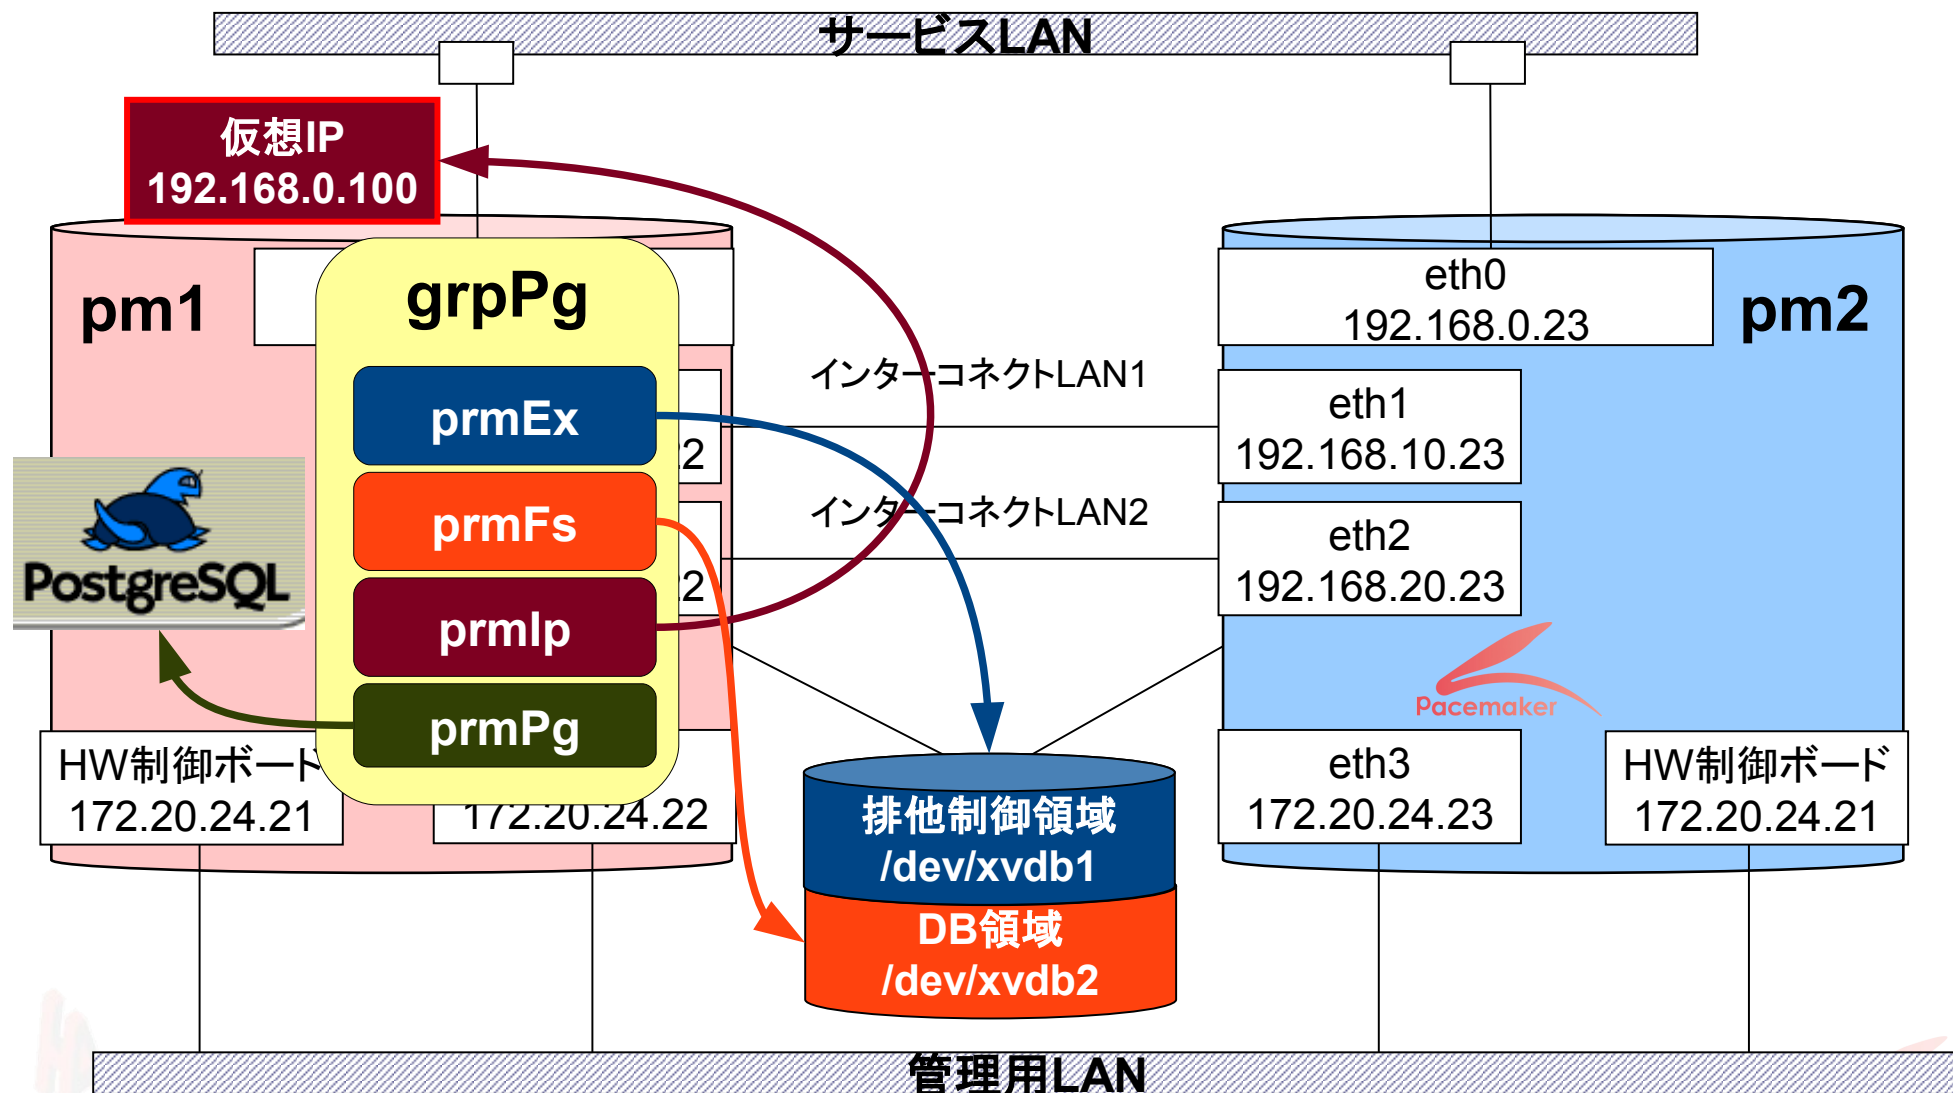 サービスLAN
仮想IP
192.168.0.100
pm1
grpPg
prmEx
prmFs
prmIp
prmPg
22
22
PostgreSQL
HW制御ボード
172.20.24.21
172.20.24.22
インターコネクトLAN1
インターコネクトLAN2
排他制御領域
/dev/xvdb1
DB領域
/dev/xvdb2
eth0
192.168.0.23
pm2
eth1
192.168.10.23
eth2
192.168.20.23
Pacemaker
eth3
172.20.24.23
HW制御ボード
172.20.24.21
管理用LAN